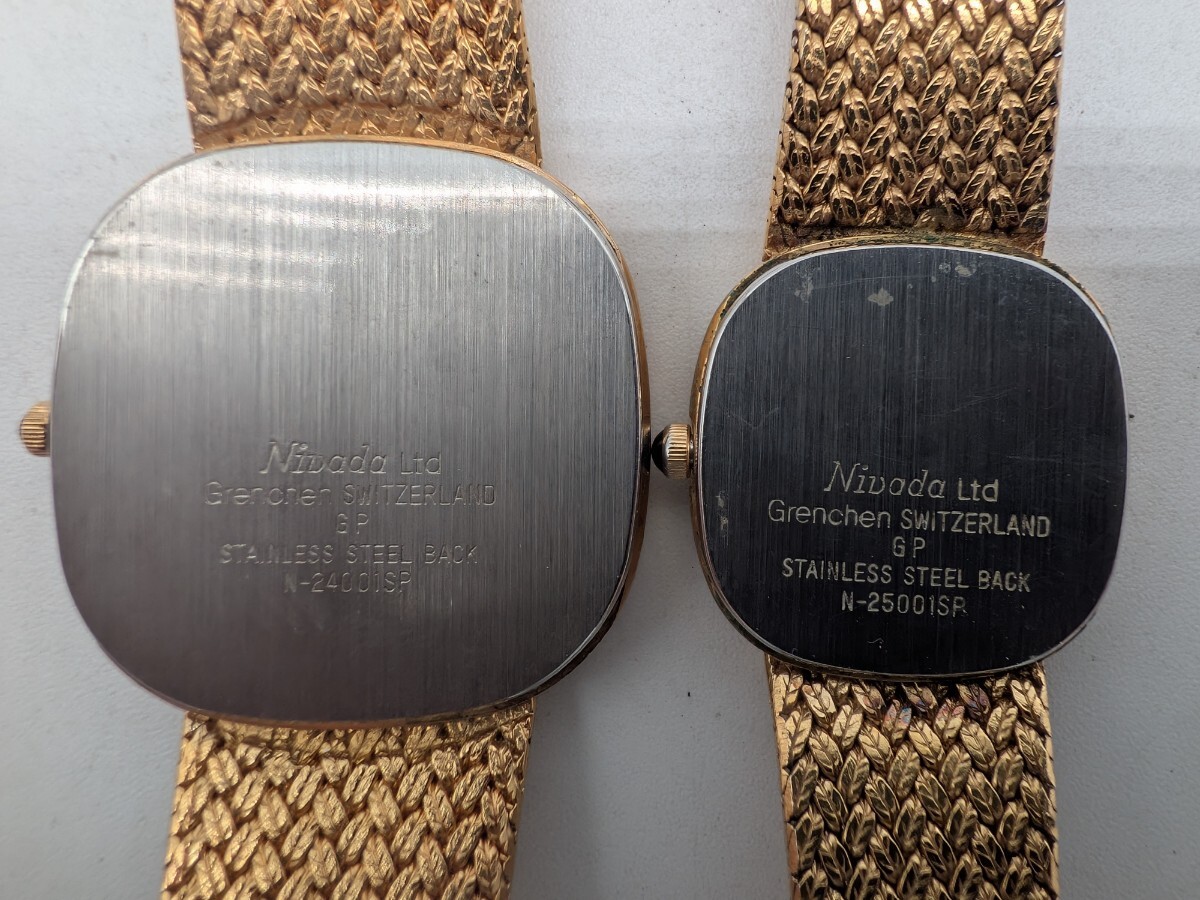 Nivada Ltd
Grenchen SWITZERLAND
GP
STAINLESS STEEL BACK
N-24001SP
Nivada Ltd
Grenchen SWITZERLAND
GP
STAINLESS STEEL BACK
N-25001SP